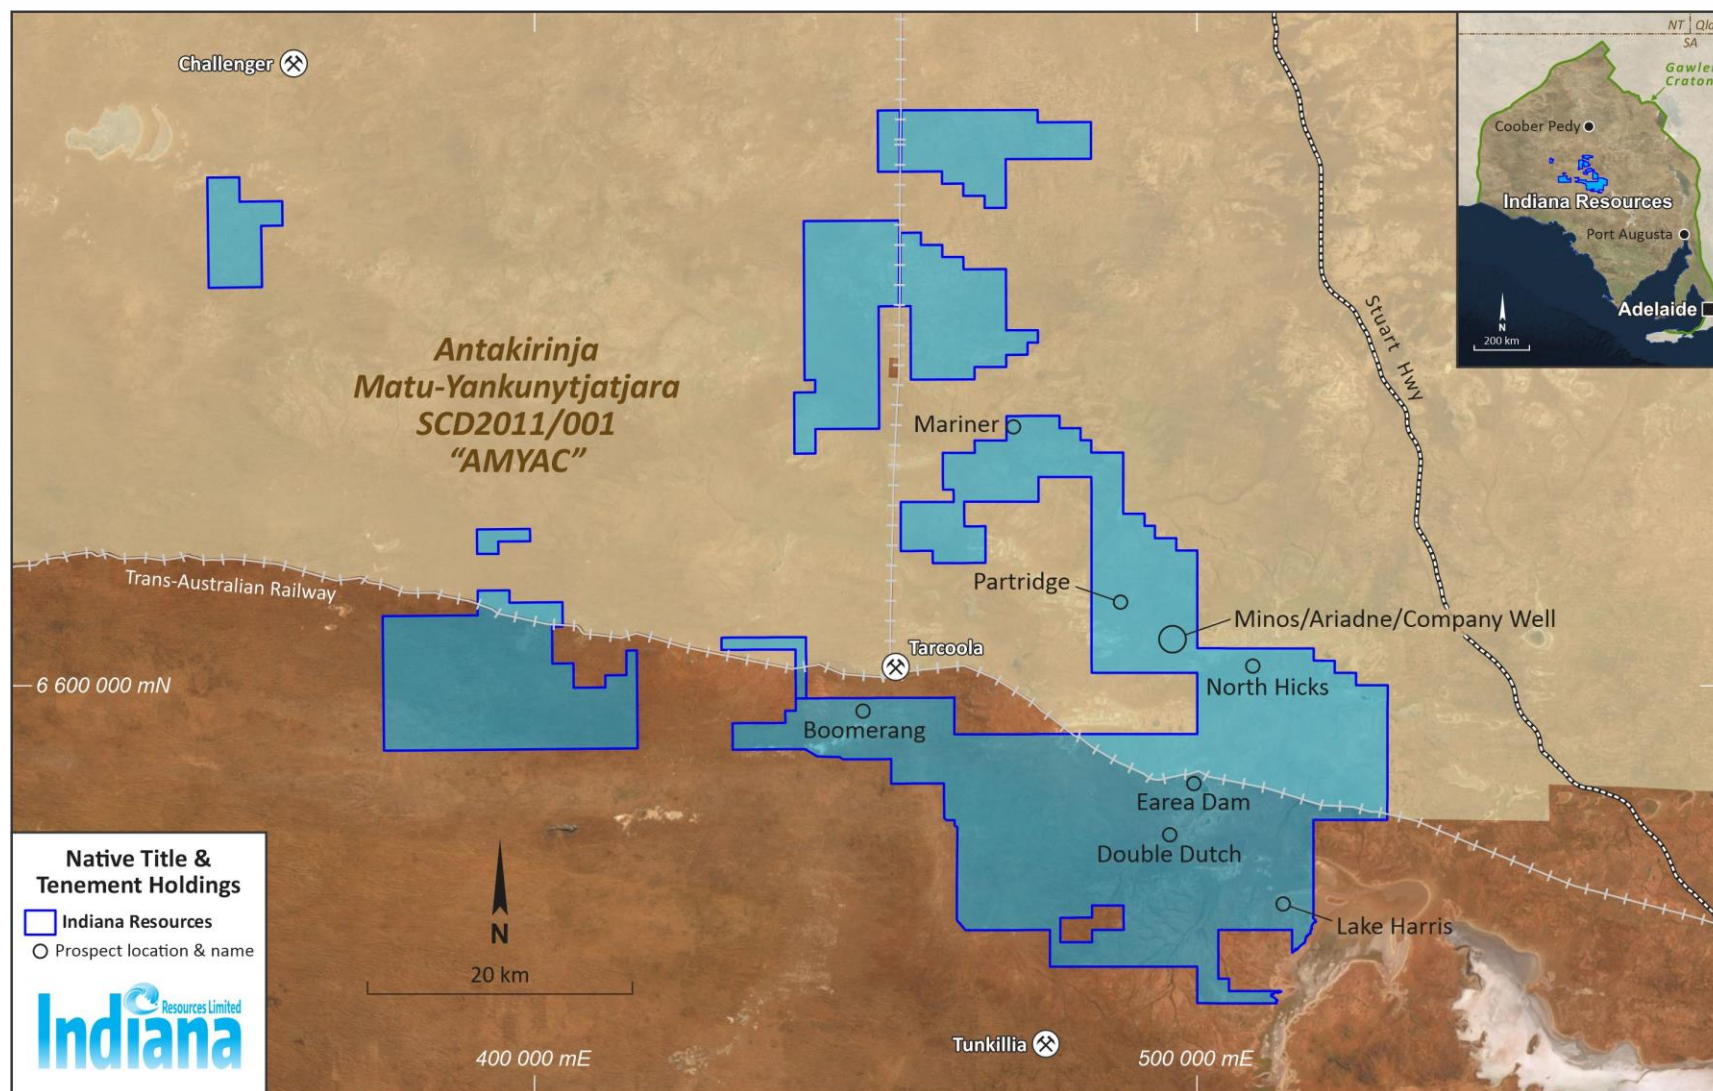 Challenger
NT
Qld
SA
Gawler
Craton
Coober Pedy
Indiana Resources
Port Augusta
Adelaide
N
200 km
Stuart Hwy
Antakirinja
Matu-Yankunytjatjara
SCD2011/001
“AMYAC”
Mariner
Partridge
Minos/Ariadne/Company Well
Trans-Australian Railway
Tarcoola
North Hicks
6 600 000 mN
Boomerang
Earea Dam
Double Dutch
Lake Harris
Native Title &
Tenement Holdings
Indiana Resources
Prospect location & name
Resources Limited
Indiana
N
20 km
400 000 mE
Tunkillia
500 000 mE